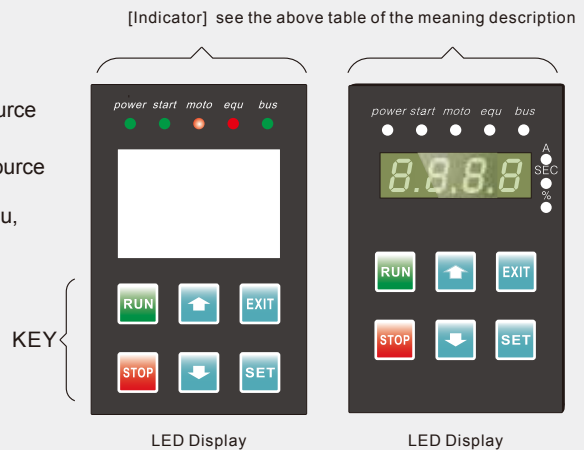 [Indicator] see the above table of the meaning description
urce
ource
u,
power start moto equ bus
power start moto equ bus
A
SEC
%
8.8.8.8
RUN EXIT
RUN EXIT
KEY
STOP SET
STOP SET
LED Display
LED Display